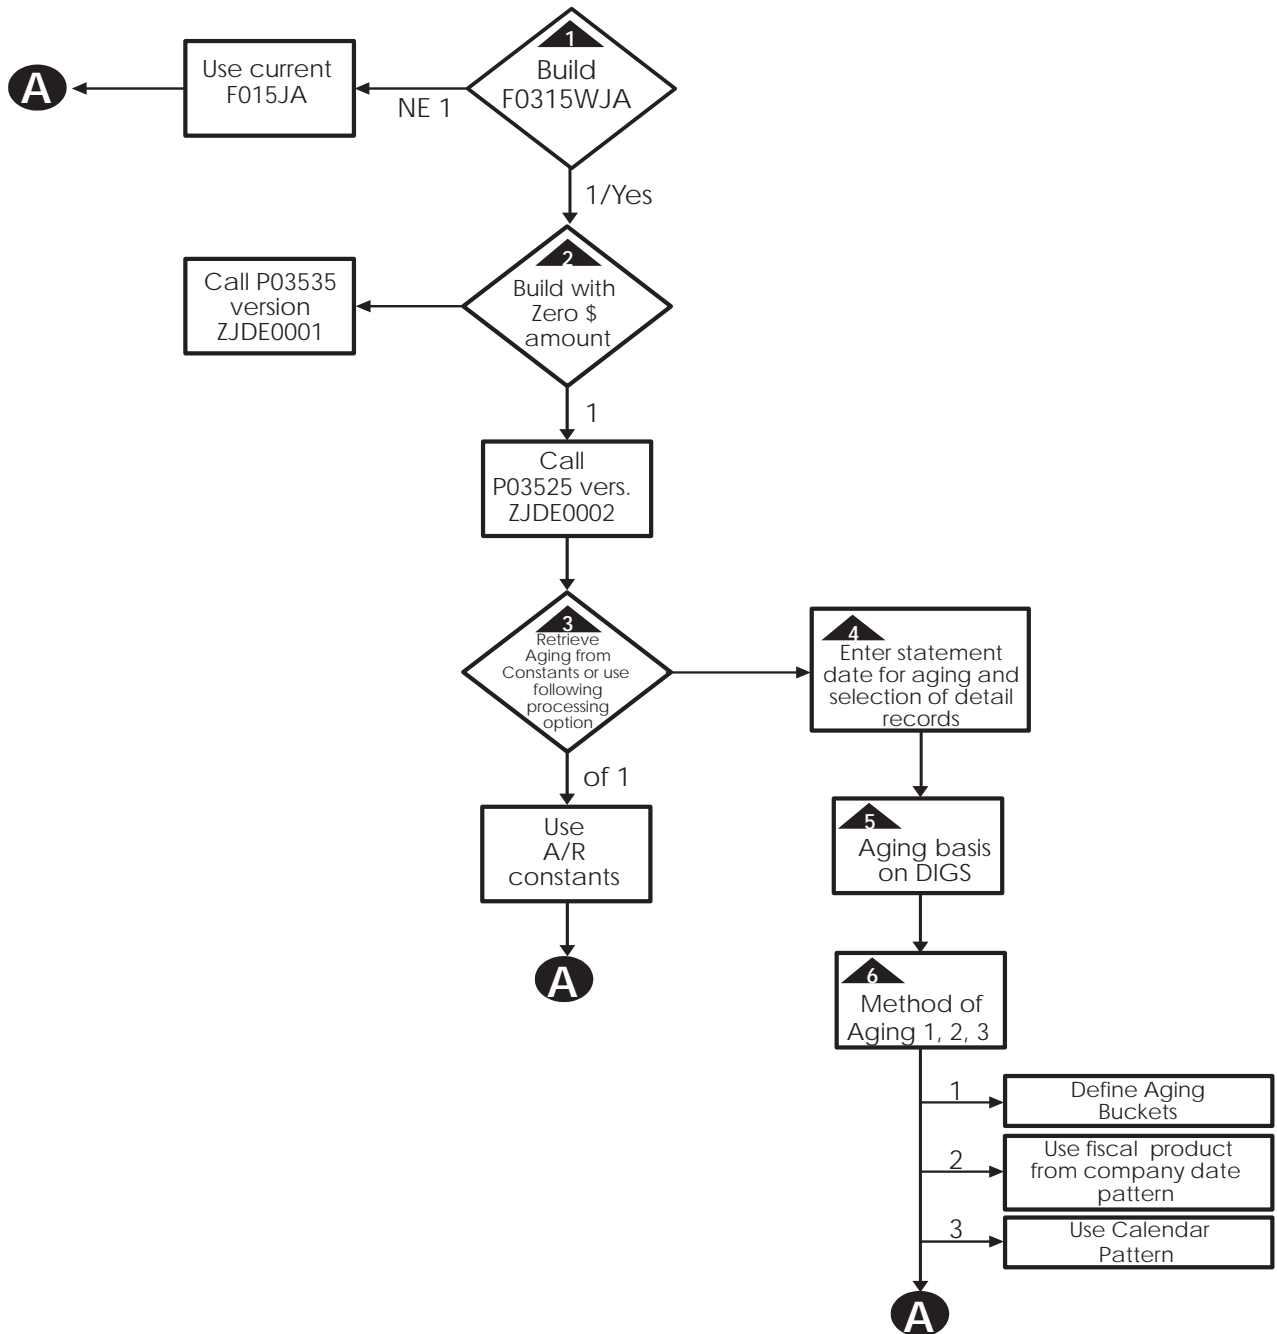 1
Build
F0315WJA
Use current
F015JA
A
NE 1
1/Yes
2
Build with
Zero $
amount
Call P03535
version
ZJDE0001
1
Call
P03525 vers.
ZJDE0002
3
Retrieve
Aging from
Constants or use
following
processing
option
4
Enter statement
date for aging and
selection of detail
records
of 1
Use
A/R
constants
A
5
Aging basis
on DIGS
6
Method of
Aging 1, 2, 3
1
Define Aging
Buckets
2
Use fiscal product
from company date
pattern
3
Use Calendar
Pattern
A